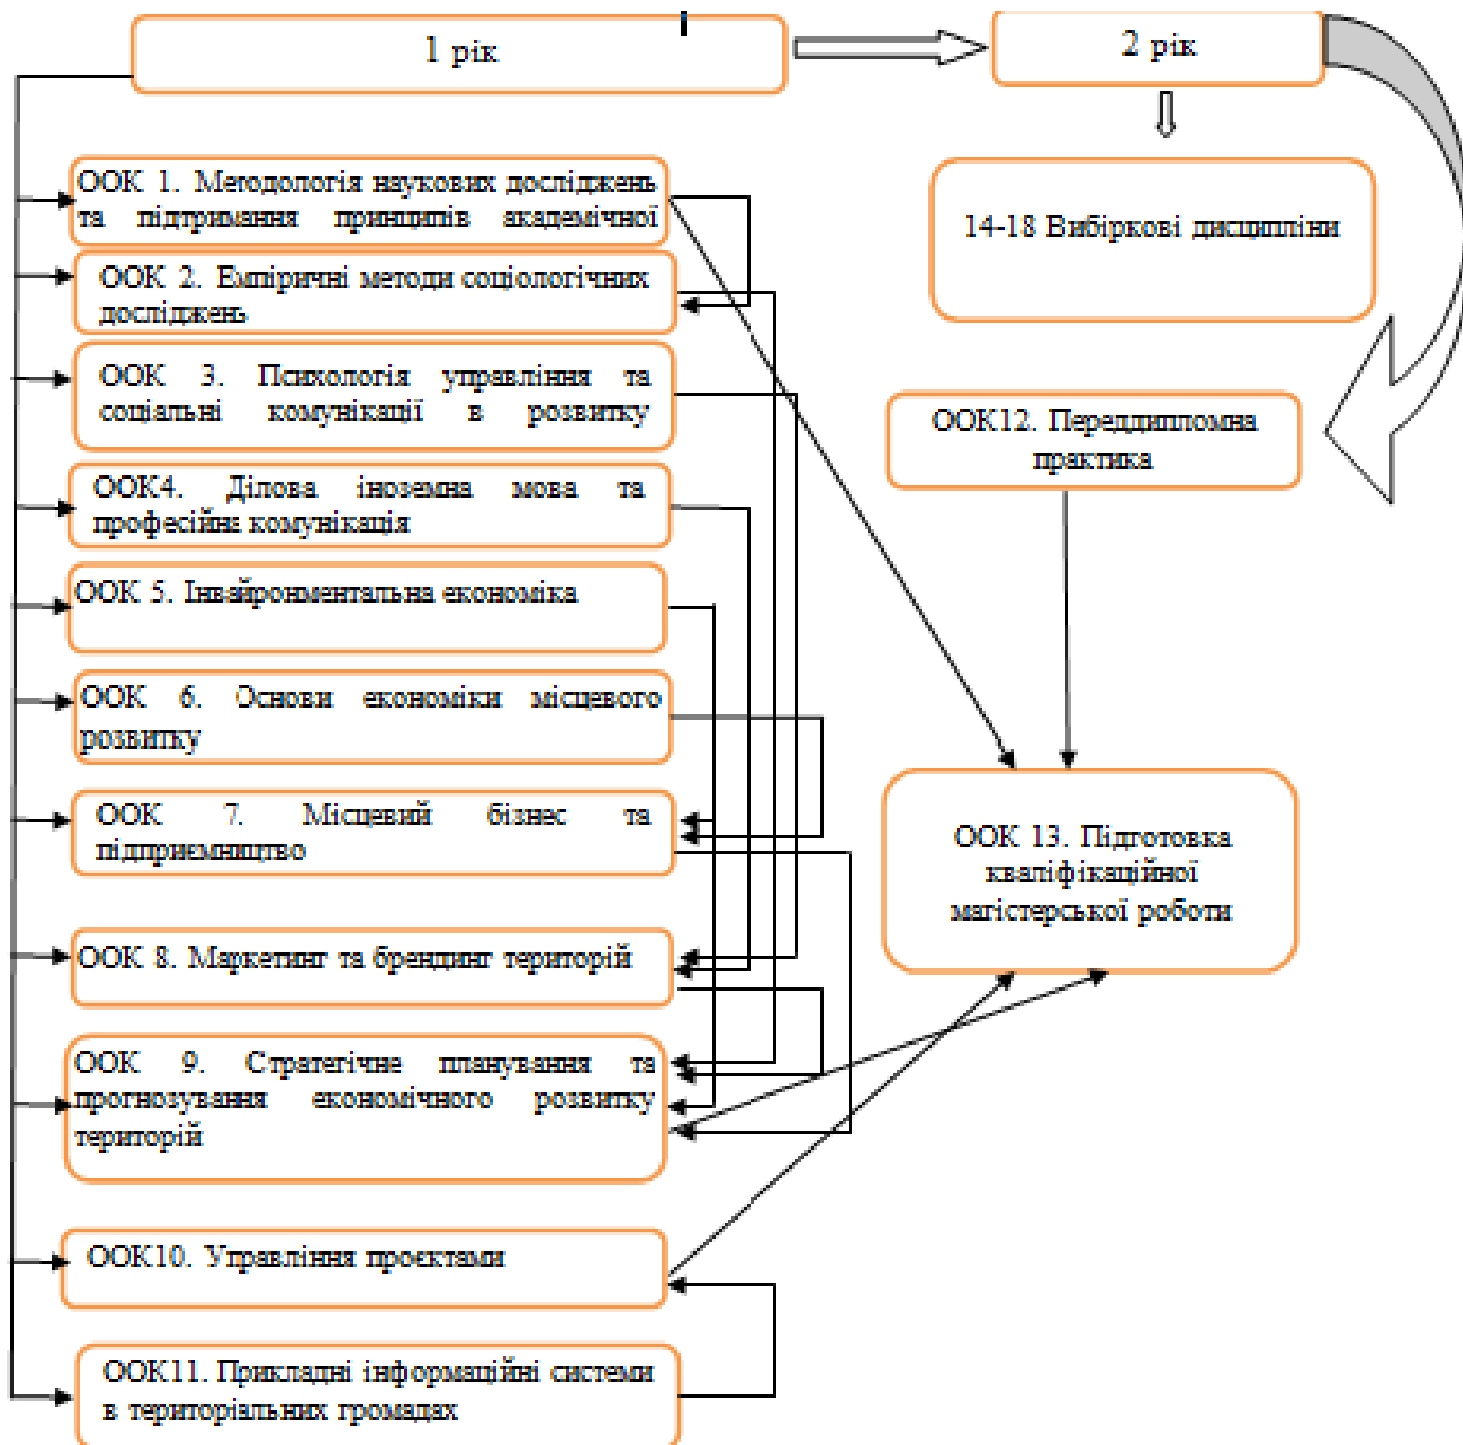 1 рік
2 рік
ООК 1. Методологія наукових досліджень
та підтримання принципів академічної
ООК 2. Емпіричні методи соціологічних
досліджень
ООК 3. Психологія управління та
соціальні комунікації в розвитку
ООК4. Ділова іноземна мова та
професійна комунікація
ООК 5. Інвайронментальна економіка
ООК 6. Основи економіки місцевого
розвитку
ООК 7. Місцевий бізнес та
підприємництво
ООК 8. Маркетинг та брендинг територій
ООК 9. Стратегічне планування та
прогнозування економічного розвитку
територій
ООК10. Управління проєктами
ООК11. Прикладні інформаційні системи
в територіальних громадах
14-18 Вибіркові дисципліни
ООК12. Переддипломна
практика
ООК 13. Підготовка
кваліфікаційної
магістерської роботи